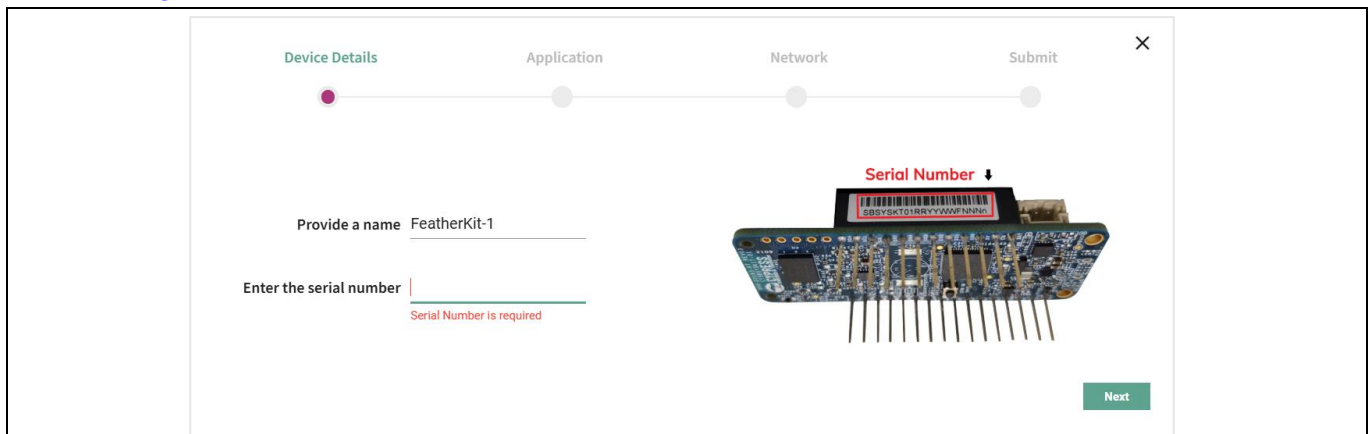 Device Details
Application
Network
Submit
Serial Number
SBSYSKT01RRYYWWFNNNn
Provide a name FeatherKit-1
CYPRESS
Enter the serial number
Serial Number is required
Next